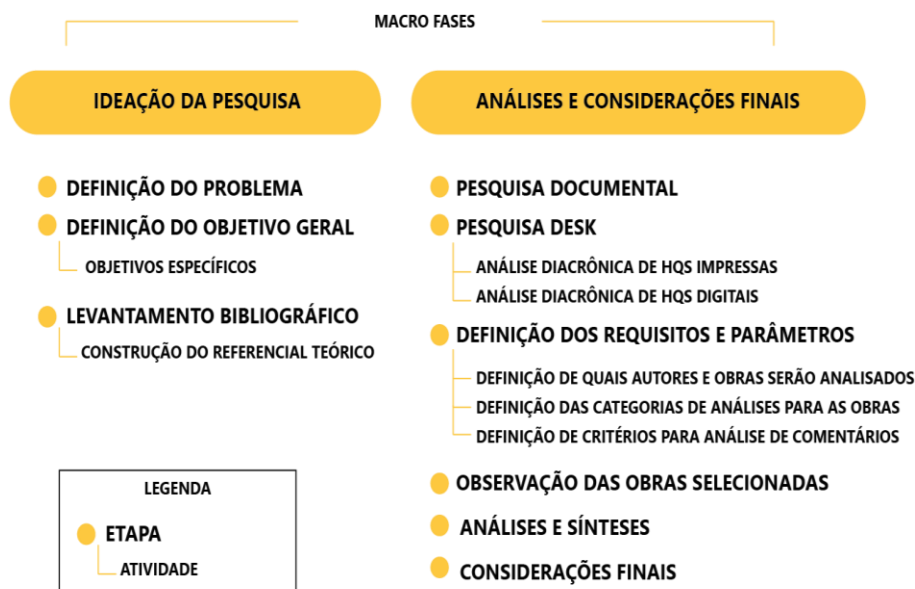 MACRO FASES
IDEAÇÃO DA PESQUISA
DEFINIÇÃO DO PROBLEMA
DEFINIÇÃO DO OBJETIVO GERAL
OBJETIVOS ESPECÍFICOS
LEVANTAMENTO BIBLIOGRÁFICO
CONSTRUÇÃO DO REFERENCIAL TEÓRICO
LEGENDA
ETAPA
ATIVIDADE
ANÁLISES E CONSIDERAÇÕES FINAIS
PESQUISA DOCUMENTAL
PESQUISA DESK
ANÁLISE DIACRÔNICA DE HQS IMPRESSAS
ANÁLISE DIACRÔNICA DE HQS DIGITAIS
DEFINIÇÃO DOS REQUISITOS E PARÂMETROS
DEFINIÇÃO DE QUAIS AUTORES E OBRAS SERÃO ANALISADOS
DEFINIÇÃO DAS CATEGORIAS DE ANÁLISES PARA AS OBRAS
DEFINIÇÃO DE CRITÉRIOS PARA ANÁLISE DE COMENTÁRIOS
OBSERVAÇÃO DAS OBRAS SELECIONADAS
ANÁLISES E SÍNTESES
CONSIDERAÇÕES FINAIS